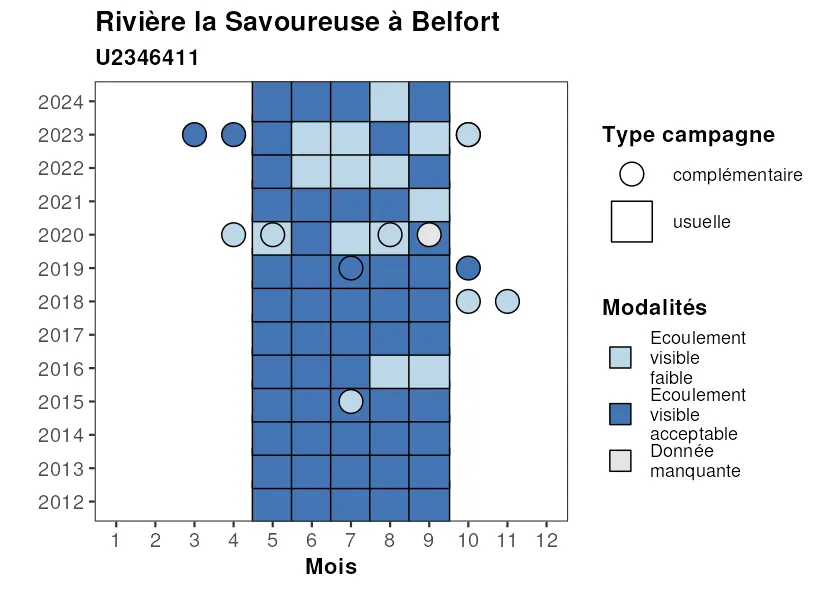 Rivière la Savoureuse à Belfort
U2346411
2024
2023
2022
2021
2020
2019
2018
2017
2016
2015
2014
2013
2012
1 2 3 4 5 6 7 8 9 10 11 12
Mois
Type campagne
complémentaire
usuelle
Modalités
Ecoulement
visible
faible
Ecoulement
visible
acceptable
Donnée
manquante